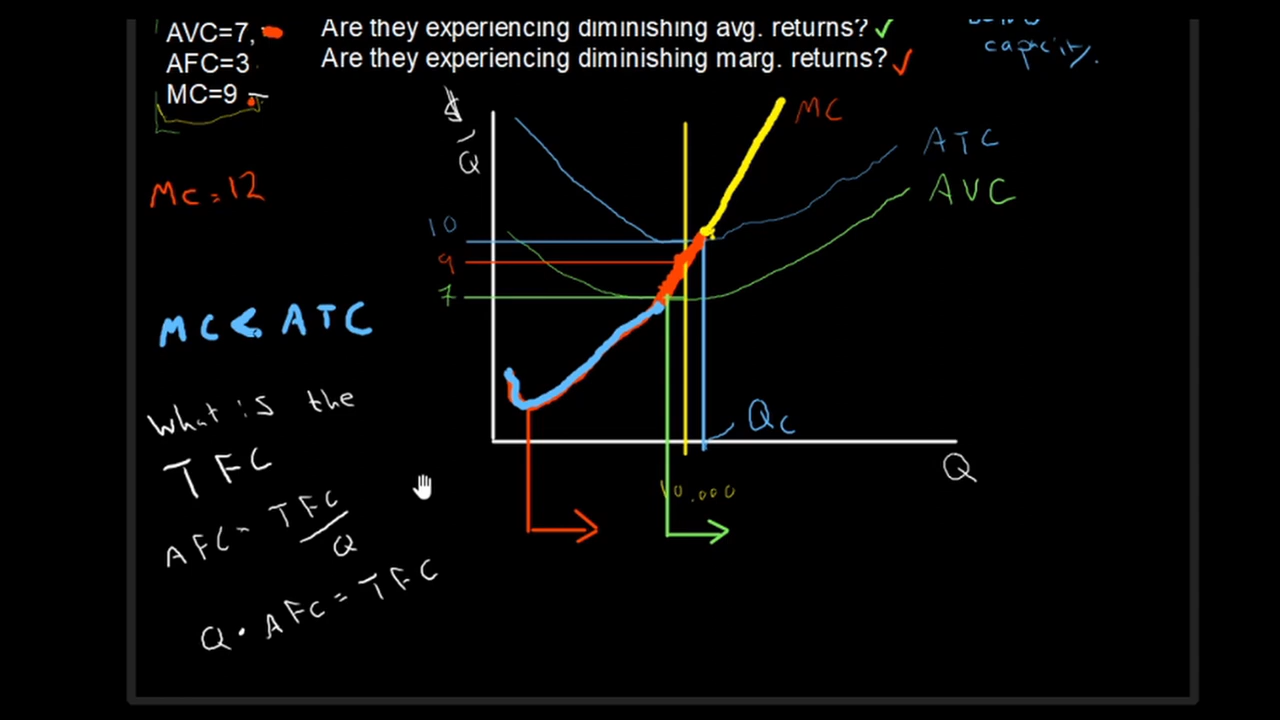 AVC=7,
AFC=3
MC=9
Are they experiencing diminishing avg. returns?
Are they experiencing diminishing marg. returns?
capacity.
MC=12
MC < ATC
What is the
TFC
AFC = TFC/Q
Q • AFC = TFC
$/Q
MC
ATC
AVC
10
9
7
Qc
Q
10,000